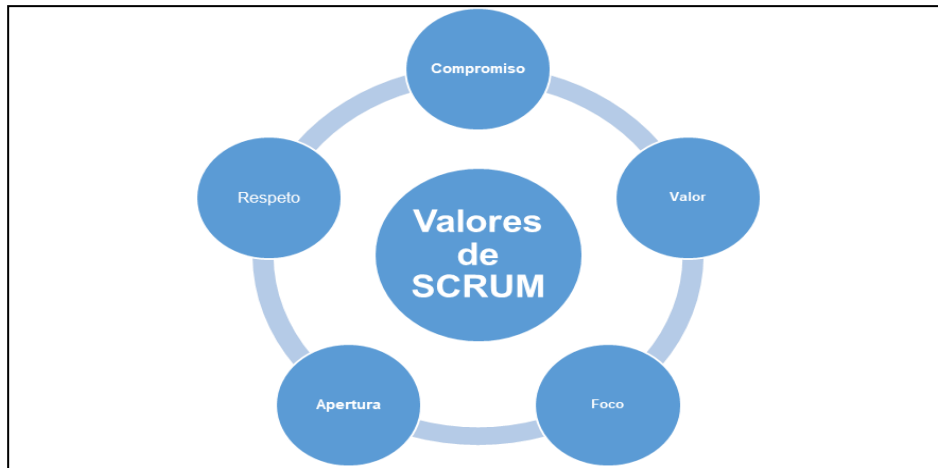 Compromiso
Respeto
Valor
Valores
de
SCRUM
Apertura
Foco